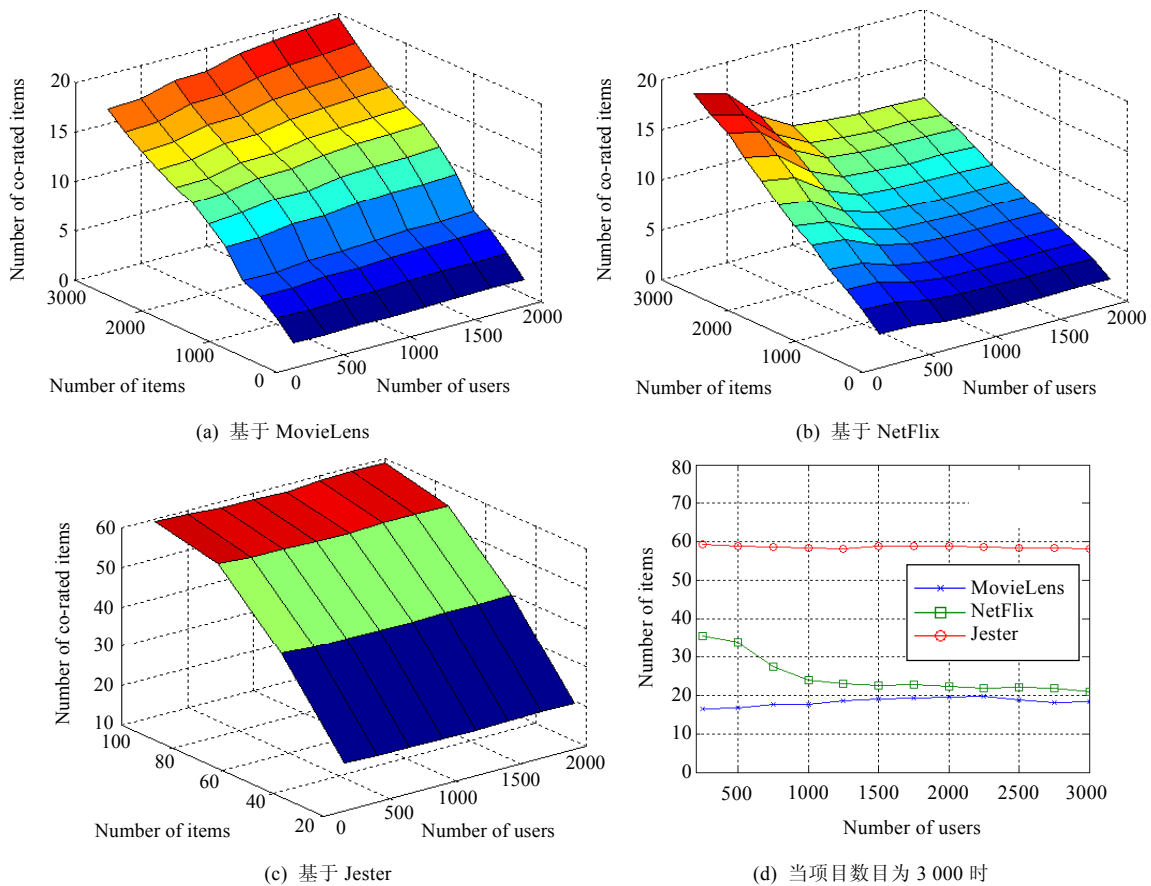 20
15
10
5
0
Number of co-rated items
3000
2000
1000
0
Number of items
0
500
1000
1500
2000
Number of users
(a) 基于 MovieLens
20
15
10
5
0
Number of co-rated items
3000
2000
1000
0
Number of items
0
500
1000
1500
2000
Number of users
(b) 基于 NetFlix
60
50
40
30
20
10
Number of co-rated items
100
80
60
40
20
Number of items
0
500
1000
1500
2000
Number of users
(c) 基于 Jester
80
70
60
50
40
30
20
10
0
Number of items
MovieLens
NetFlix
Jester
500 1000 1500 2000 2500 3000
Number of users
(d) 当项目数目为 3 000 时